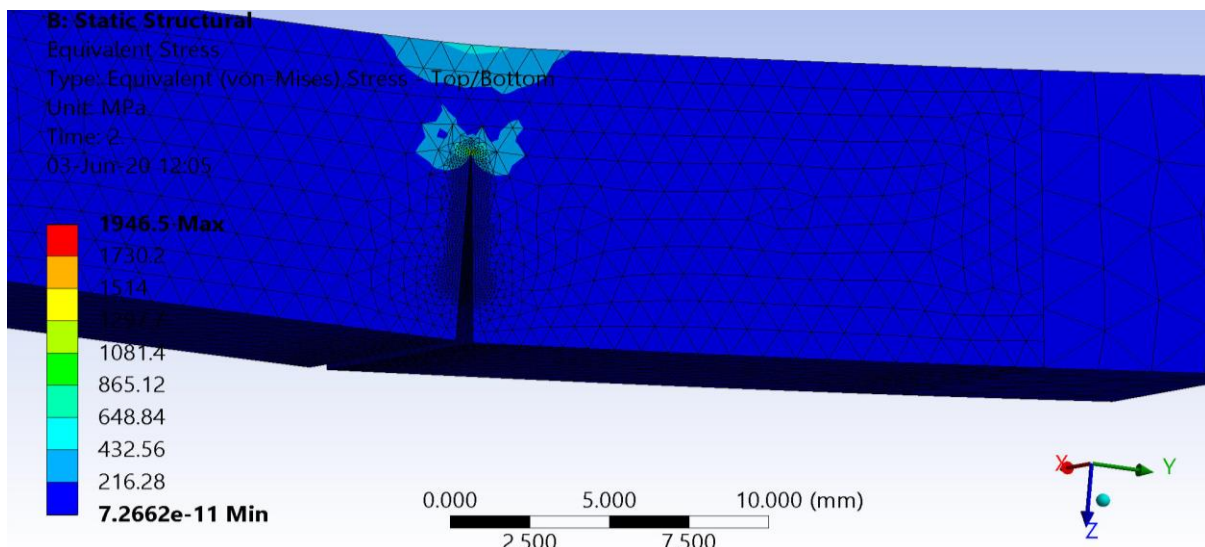 B: Static Structural
Equivalent Stress
Type: Equivalent (von-Mises) Stress - Top/Bottom
Unit: MPa
Time: 2
03-Jun-20 12:05
1946.5 Max
1730.2
1514
1297.7
1081.4
865.12
648.84
432.56
216.28
7.2662e-11 Min
0.000 5.000 10.000 (mm)
2.500 7.500
X Y
Z